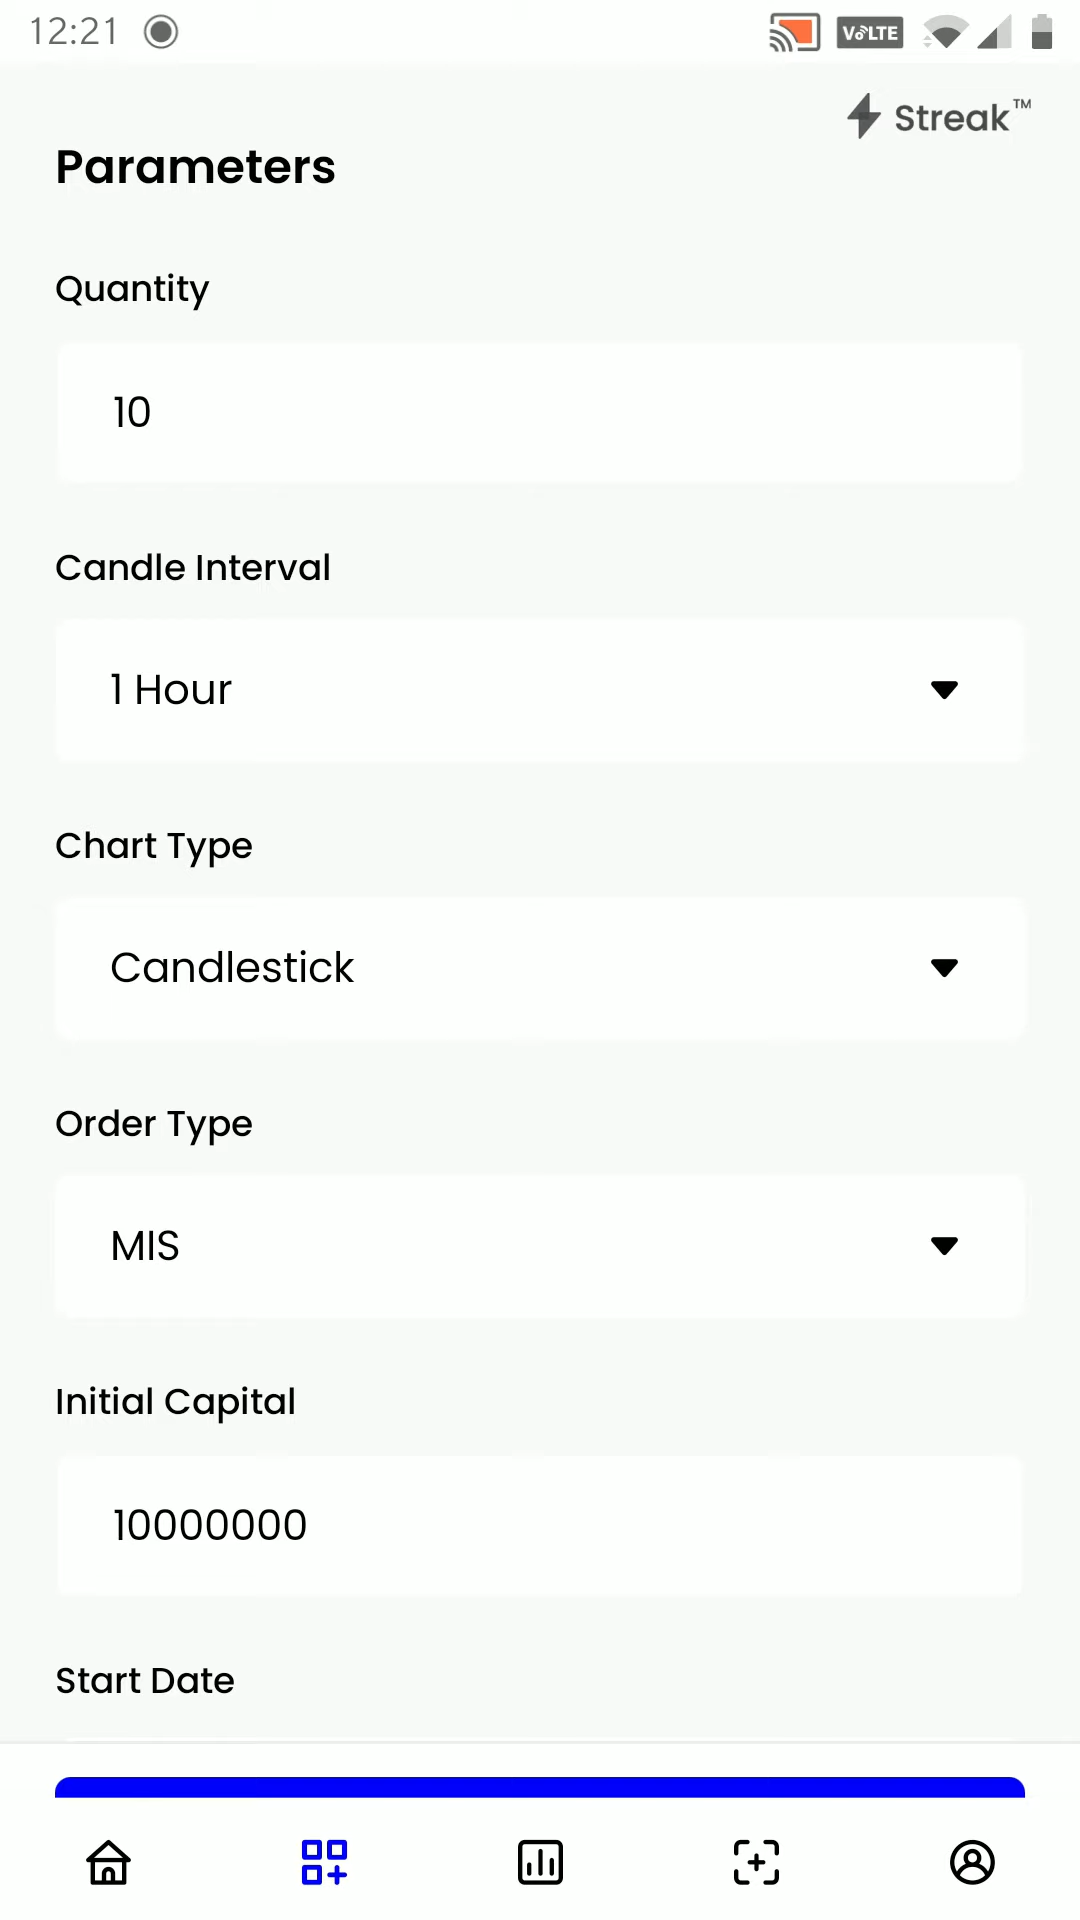 12:21
VoLTE
Streak™
Parameters
Quantity
10
Candle Interval
1 Hour
Chart Type
Candlestick
Order Type
MIS
Initial Capital
10000000
Start Date